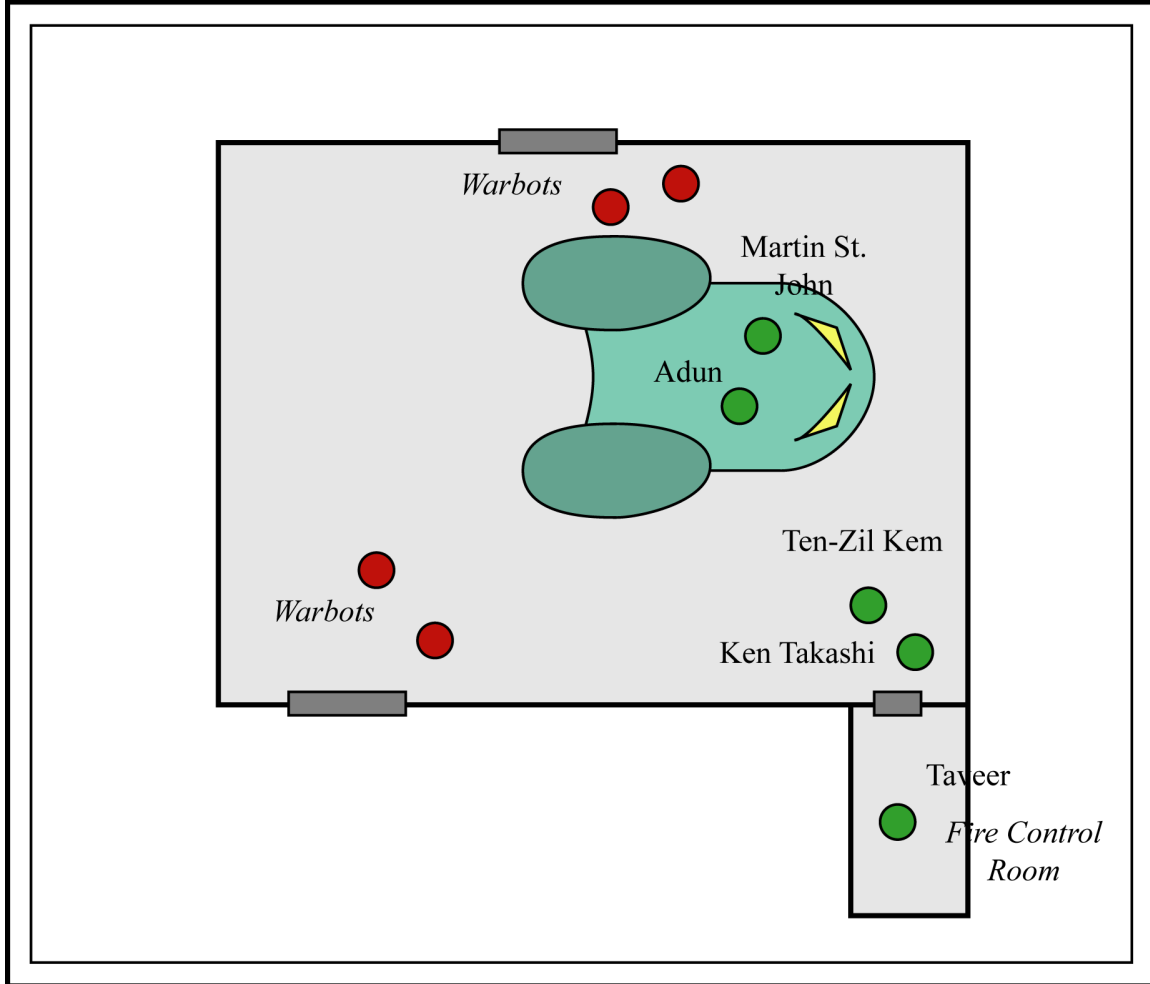 Warbots
Martin St.
John
Adun
Ten-Zil Kem
Warbots
Ken Takashi
Taveer
Fire Control
Room